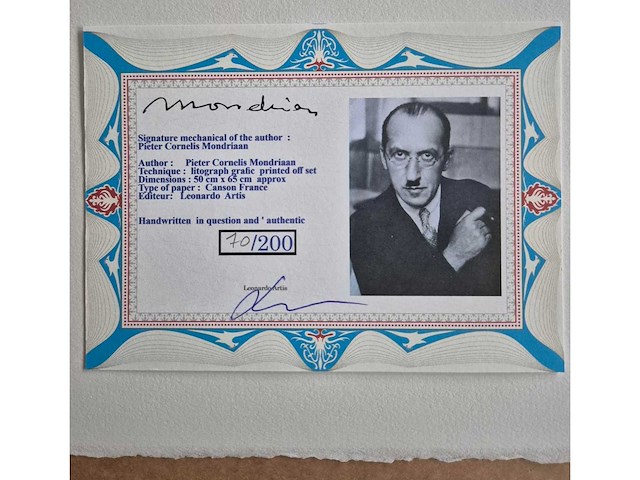 Mondrian
Signature mechanical of the author :
Pieter Cornelis Mondriaan
Author : Pieter Cornelis Mondriaan
Technique : litograph grafic printed off set
Dimensions : 50 cm x 65 cm approx
Type of paper : Canson France
Editeur: Leonardo Artis
Handwritten in question and ' authentic
70/200
Leonardo Artis